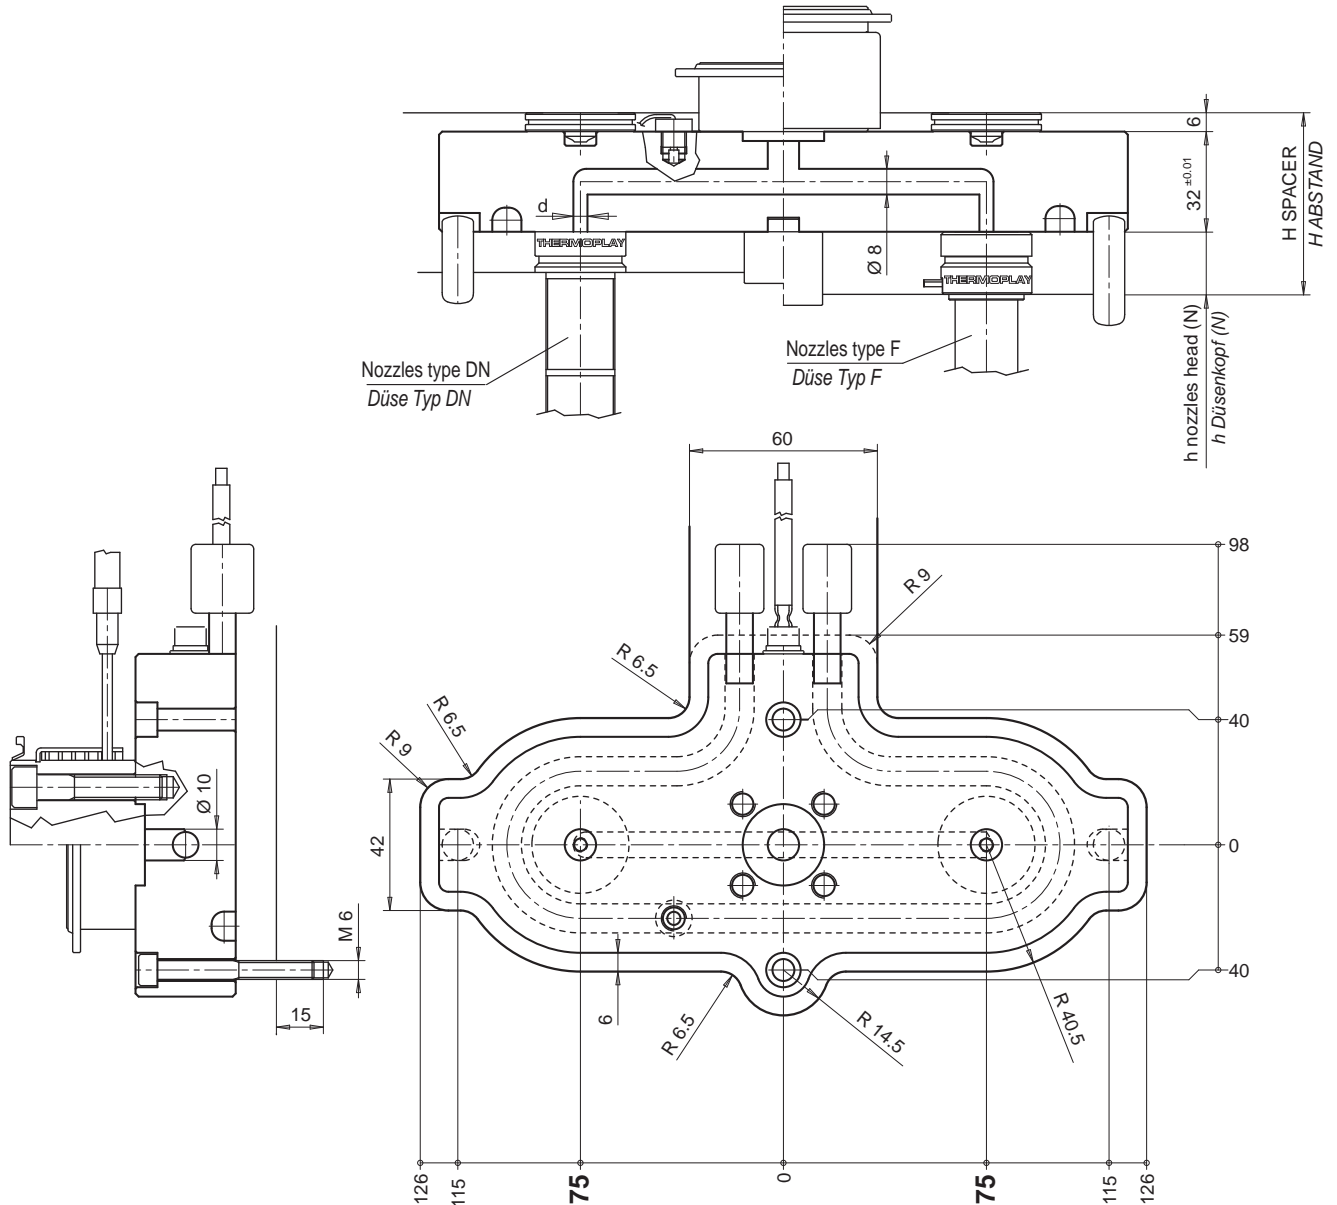 6
H SPACER
H ABSTAND
32 ±0.01
d
THERMOPLAY
Ø 8
THERMOPLAY
h nozzles head (N)
h Düsenkopf (N)
Nozzles type DN
Düse Typ DN
Nozzles type F
Düse Typ F
60
98
R 9
59
R 6.5
R 6.5
40
R 9
Ø 10
42
0
M 6
40
15
6
R 6.5
R 14.5
R 40.5
126
115
75
0
75
115
126